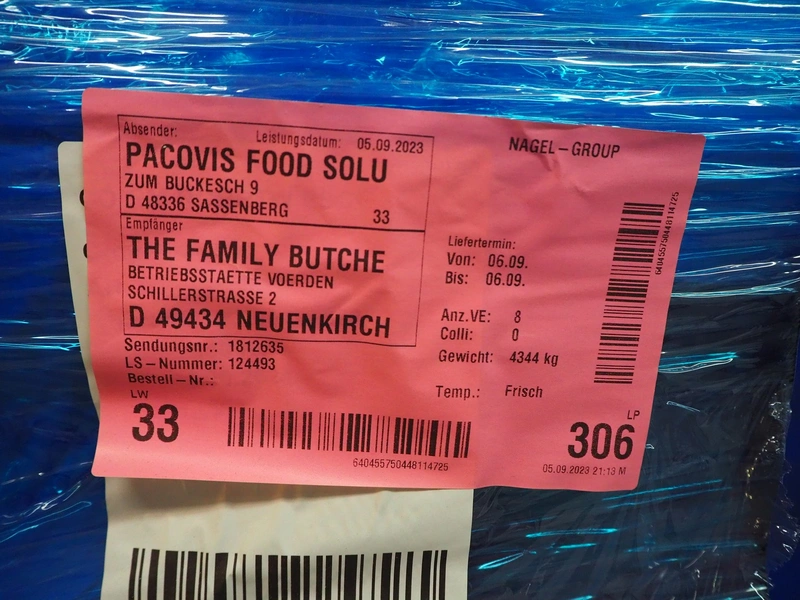 Absender: Leistungsdatum: 05.09.2023
PACOVIS FOOD SOLU
ZUM BUCKESCH 9
D 48336 SASSENBERG 33
Empfänger
THE FAMILY BUTCHE
BETRIEBSSTAETTE VOERDEN
SCHILLERSTRASSE 2
D 49434 NEUENKIRCH
Sendungsnr.: 1812635
LS-Nummer: 124493
Bestell-Nr.:
LW
33
640455750448114725
NAGEL-GROUP
Liefertermin:
Von: 06.09.
Bis: 06.09.
Anz.VE: 8
Colli: 0
Gewicht: 4344 kg
Temp.: Frisch
640455750448114725
LP
306
05.09.2023 21:13 M